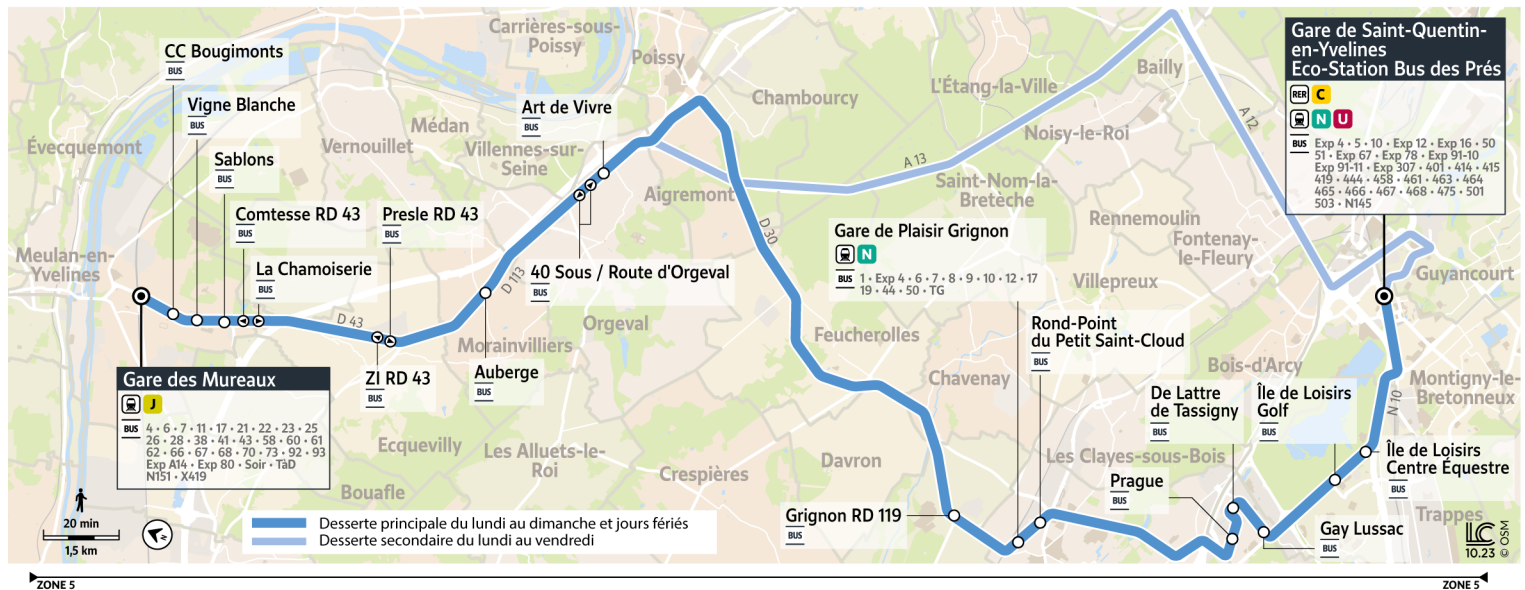 Carrières-sous-
Poissy
Poissy
CC Bougimonts
BUS
Vigne Blanche
BUS
Sablons
BUS
Comtesse RD 43
BUS
La Chamoiserie
BUS
Presle RD 43
BUS
Art de Vivre
BUS
Évecquemont
Vernouillet
Médan
Villennes-sur-
Seine
Chambourcy
L'Étang-la-Ville
Bailly
Noisy-le-Roi
A 12
A 13
Aigremont
Saint-Nom-la-
Bretèche
Rennemoulin
Fontenay-
le-Fleury
Villepreux
Guyancourt
Gare de Saint-Quentin-
en-Yvelines
Eco-Station Bus des Prés
RER C
N U
BUS
Exp 4 • 5 • 10 • Exp 12 • Exp 16 • 50
51 • Exp 67 • Exp 78 • Exp 91-10
Exp 91-11 • Exp 307 • 401 • 414 • 415
419 • 444 • 458 • 461 • 463 • 464
465 • 466 • 467 • 468 • 475 • 501
503 • N145
Meulan-en-
Yvelines
D 43
D 113
D 30
40 Sous / Route d'Orgeval
BUS
Gare de Plaisir Grignon
N
BUS
1 • Exp 4 • 6 • 7 • 8 • 9 • 10 • 12 • 17
19 • 44 • 50 • TG
Orgeval
Morainvilliers
Feucherolles
Chavenay
Rond-Point
du Petit Saint-Cloud
BUS
Bois-d'Arcy
Montigny-le-
Bretonneux
N 10
Gare des Mureaux
J
BUS
4 • 6 • 7 • 11 • 17 • 21 • 22 • 23 • 25
26 • 28 • 38 • 41 • 43 • 58 • 60 • 61
62 • 66 • 67 • 68 • 70 • 73 • 92 • 93
Exp A14 • Exp 80 • Soir • TàD
N151 • X419
ZI RD 43
BUS
Auberge
BUS
De Lattre
de Tassigny
BUS
Île de Loisirs
Golf
BUS
Île de Loisirs
Centre Équestre
BUS
Ecquevilly
Les Alluets-le-
Roi
Crespières
Davron
Les Clayes-sous-Bois
Bouafle
Prague
BUS
Grignon RD 119
BUS
Gay Lussac
BUS
Trappes
20 min
1,5 km
Desserte principale du lundi au dimanche et jours fériés
Desserte secondaire du lundi au vendredi
LC
10.23 © OSM
ZONE 5
ZONE 5